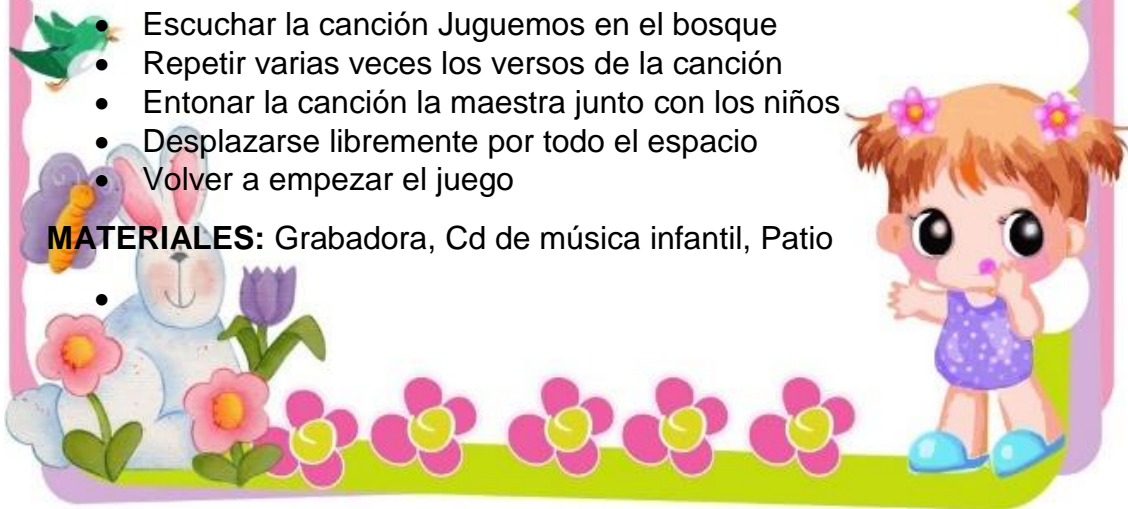 • Escuchar la canción Juguemos en el bosque
• Repetir varias veces los versos de la canción
• Entonar la canción la maestra junto con los niños
• Desplazarse libremente por todo el espacio
• Volver a empezar el juego
MATERIALES: Grabadora, Cd de música infantil, Patio
•